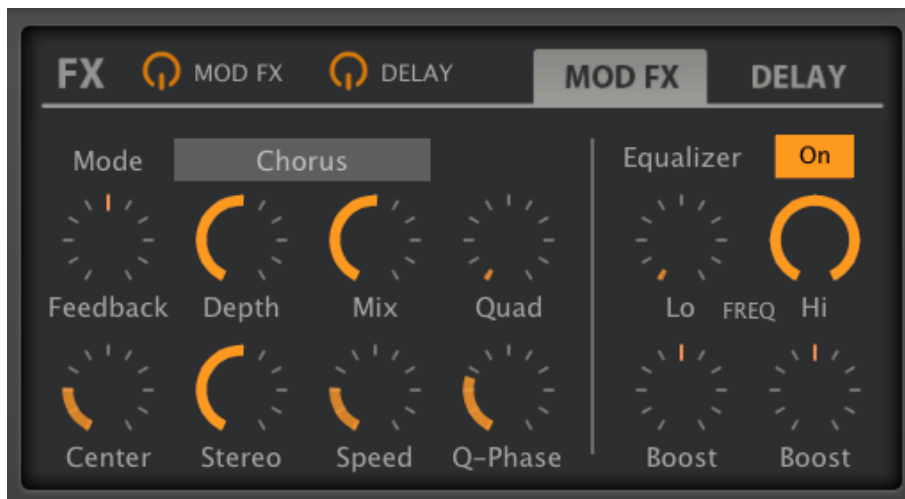 FX MOD FX DELAY MOD FX DELAY
Mode Chorus Equalizer On
Feedback Depth Mix Quad Lo FREQ Hi
Center Stereo Speed Q-Phase Boost Boost